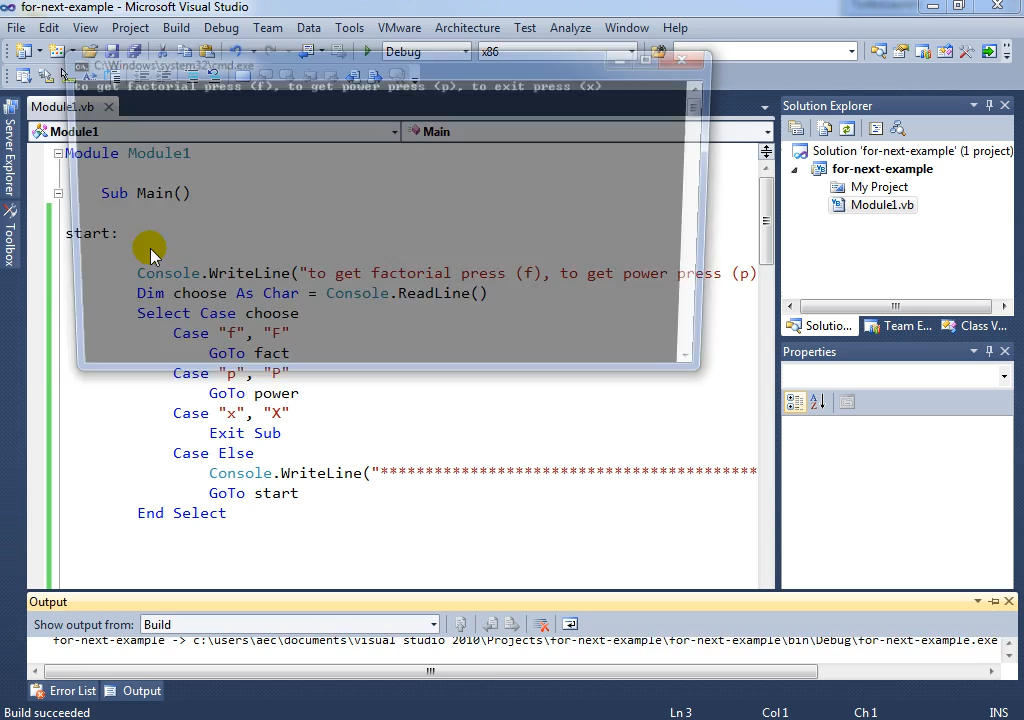 for-next-example - Microsoft Visual Studio
File Edit View Project Build Debug Team Data Tools VMware Architecture Test Analyze Window Help
Debug x86
C:\Windows\system32\cmd.exe
to get factorial press (f), to get power press (p), to exit press (x)
Module1.vb
Module1 Main
Module Module1
Sub Main()
start:
Console.WriteLine("to get factorial press (f), to get power press (p)
Dim choose As Char = Console.ReadLine()
Select Case choose
Case "f", "F"
GoTo fact
Case "p", "P"
GoTo power
Case "x", "X"
Exit Sub
Case Else
Console.WriteLine("******************************************
GoTo start
End Select
Server Explorer
Toolbox
Solution Explorer
Solution 'for-next-example' (1 project)
for-next-example
My Project
Module1.vb
Solutio... Team E... Class V...
Properties
Output
Show output from: Build
for-next-example -> c:\users\aec\documents\visual studio 2010\Projects\for-next-example\for-next-example\bin\Debug\for-next-example.exe
Error List Output
Build succeeded Ln 3 Col 1 Ch 1 INS